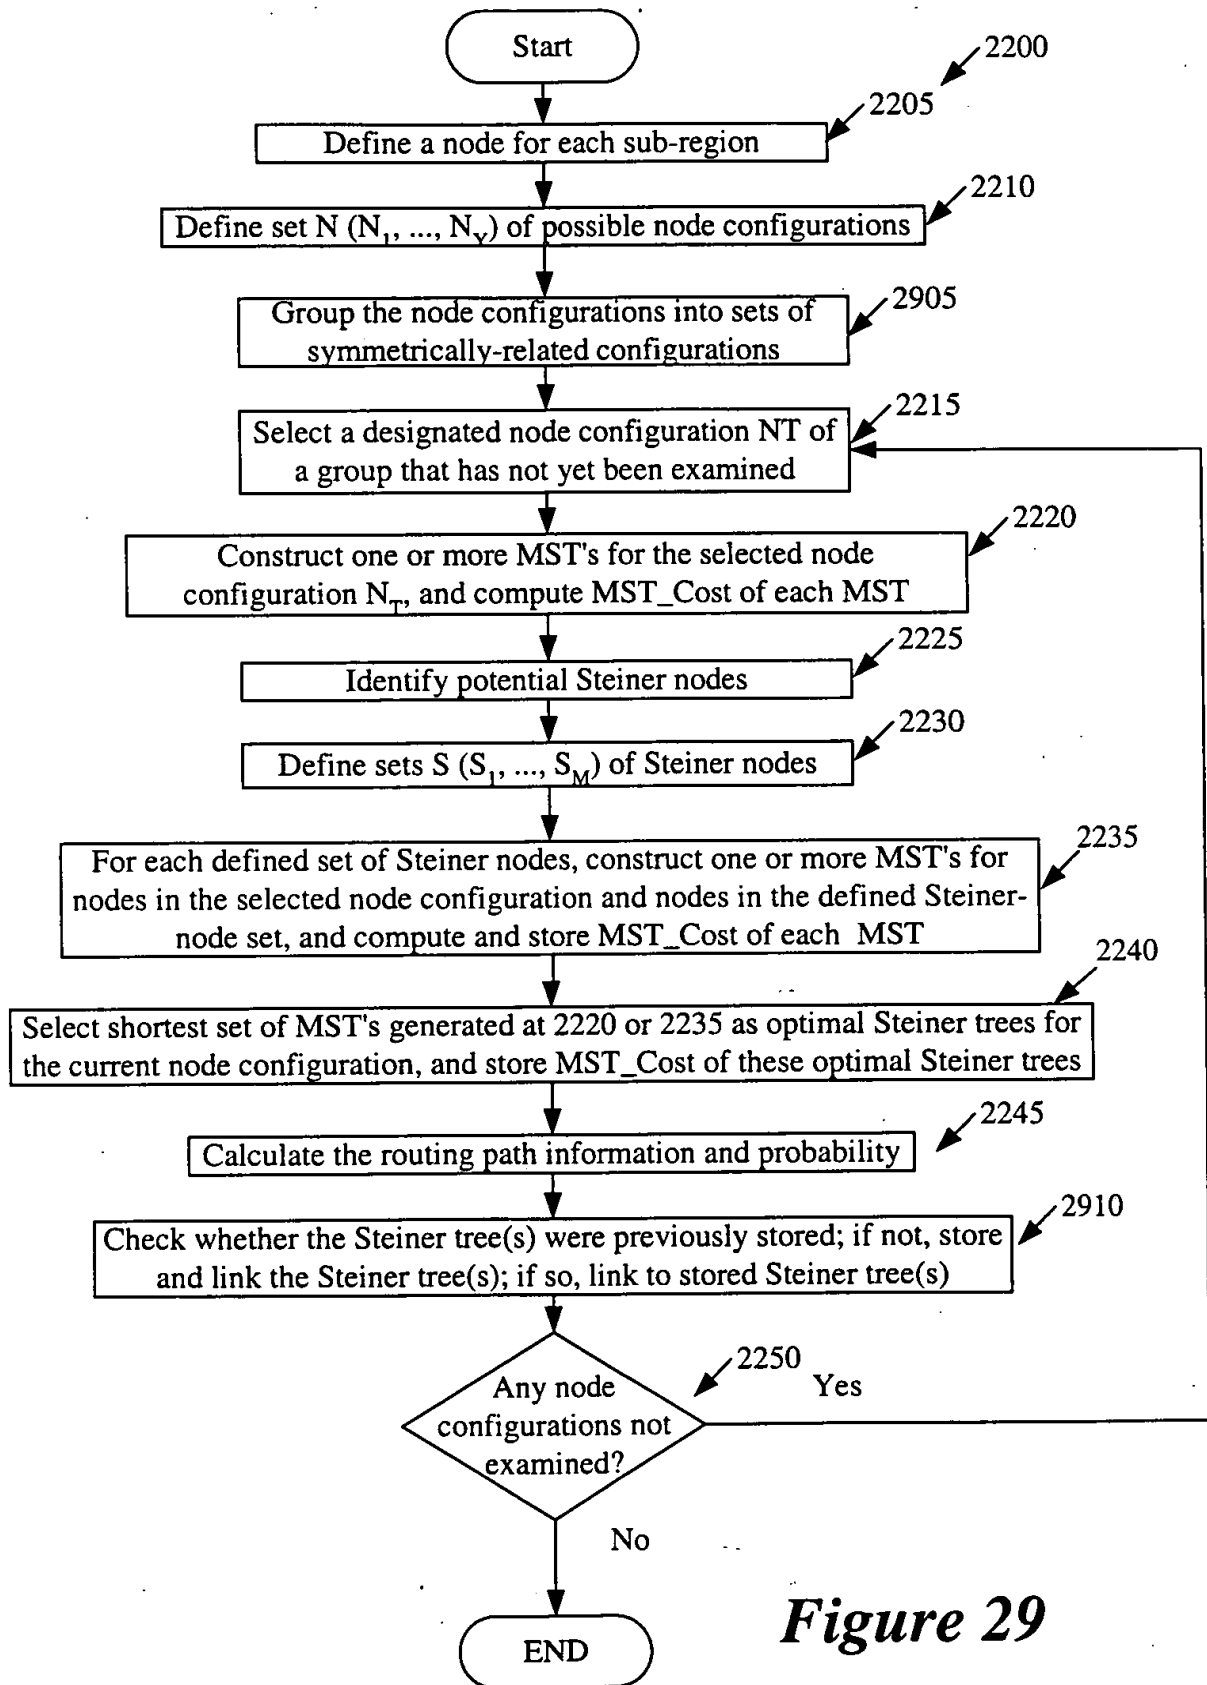 Start
2200
2205
Define a node for each sub-region
2210
Define set N (N1, ..., NY) of possible node configurations
2905
Group the node configurations into sets of
symmetrically-related configurations
2215
Select a designated node configuration NT of
a group that has not yet been examined
2220
Construct one or more MST's for the selected node
configuration NT, and compute MST_Cost of each MST
2225
Identify potential Steiner nodes
2230
Define sets S (S1, ..., SM) of Steiner nodes
2235
For each defined set of Steiner nodes, construct one or more MST's for
nodes in the selected node configuration and nodes in the defined Steiner-
node set, and compute and store MST_Cost of each MST
2240
Select shortest set of MST's generated at 2220 or 2235 as optimal Steiner trees for
the current node configuration, and store MST_Cost of these optimal Steiner trees
2245
Calculate the routing path information and probability
2910
Check whether the Steiner tree(s) were previously stored; if not, store
and link the Steiner tree(s); if so, link to stored Steiner tree(s)
2250
Yes
Any node
configurations not
examined?
No
END
Figure 29